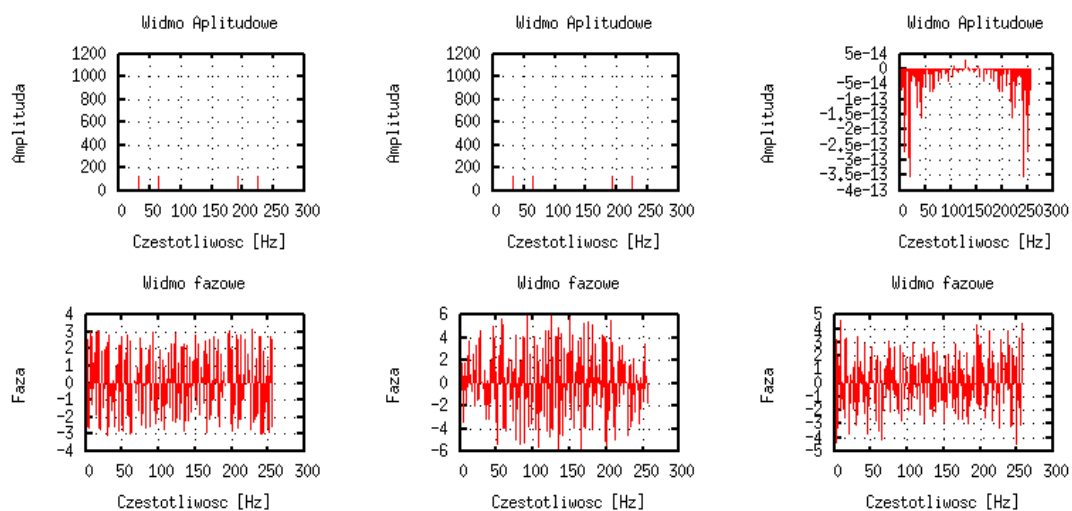 Widmo Aplitudowe Widmo Aplitudowe Widmo Aplitudowe
Amplituda Amplituda Amplituda
1200 1200 5e-14
1000 1000 0
800 800 -5e-14
600 600 -1e-13
400 400 -1.5e-13
200 200 -2e-13
0 0 -2.5e-13
-3e-13
-3.5e-13
-4e-13
0 50 100 150 200 250 300 0 50 100 150 200 250 300 0 50 100150200250300
Czestotliwosc [Hz] Czestotliwosc [Hz] Czestotliwosc [Hz]
Widmo fazowe Widmo fazowe Widmo fazowe
Faza Faza Faza
4 6 5
3 4 4
2 2 3
1 0 2
0 -2 1
-1 -4 0
-2 -6 -1
-3 -2
-4 -3
-4
-5
0 50 100 150 200 250 300 0 50 100 150 200 250 300 0 50 100 150 200 250 300
Czestotliwosc [Hz] Czestotliwosc [Hz] Czestotliwosc [Hz]